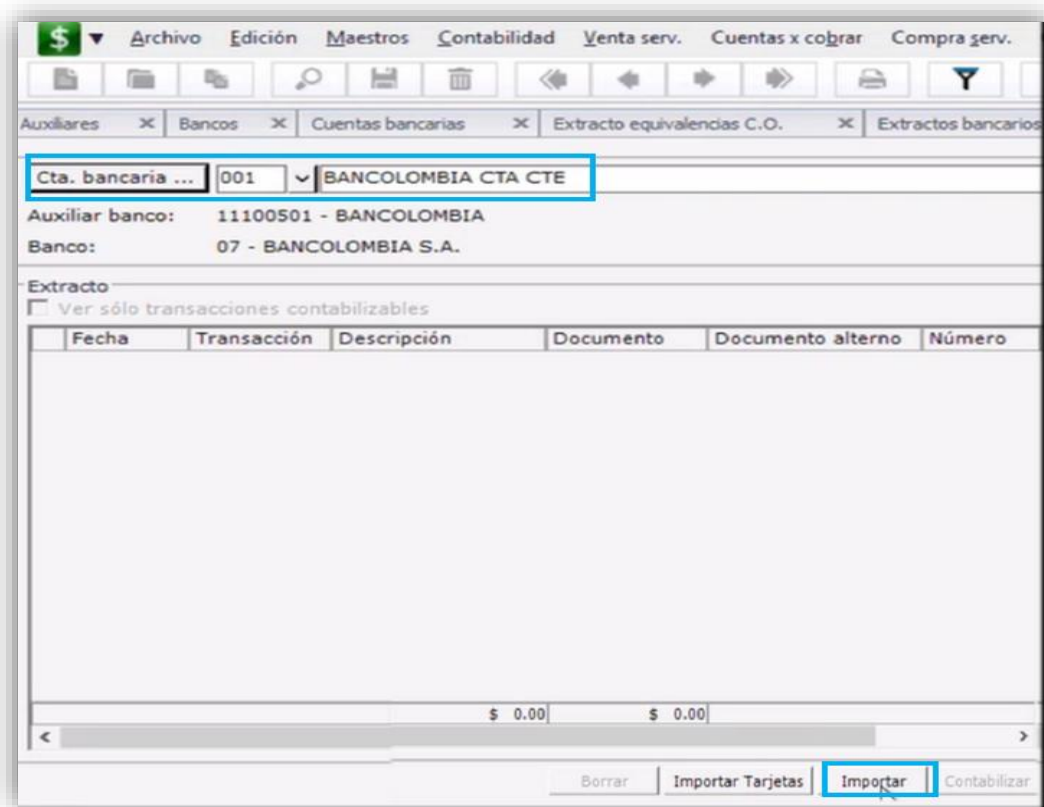 $ Archivo Edición Maestros Contabilidad Venta serv. Cuentas x cobrar Compra serv.
Auxiliares Bancos Cuentas bancarias Extracto equivalencias C.O. Extractos bancarios
Cta. bancaria ... 001 BANCOLOMBIA CTA CTE
Auxiliar banco: 11100501 - BANCOLOMBIA
Banco: 07 - BANCOLOMBIA S.A.
Extracto
Ver sólo transacciones contabilizables
Fecha Transacción Descripción Documento Documento alterno Número
$ 0.00 $ 0.00
Borrar Importar Tarjetas Importar Contabilizar